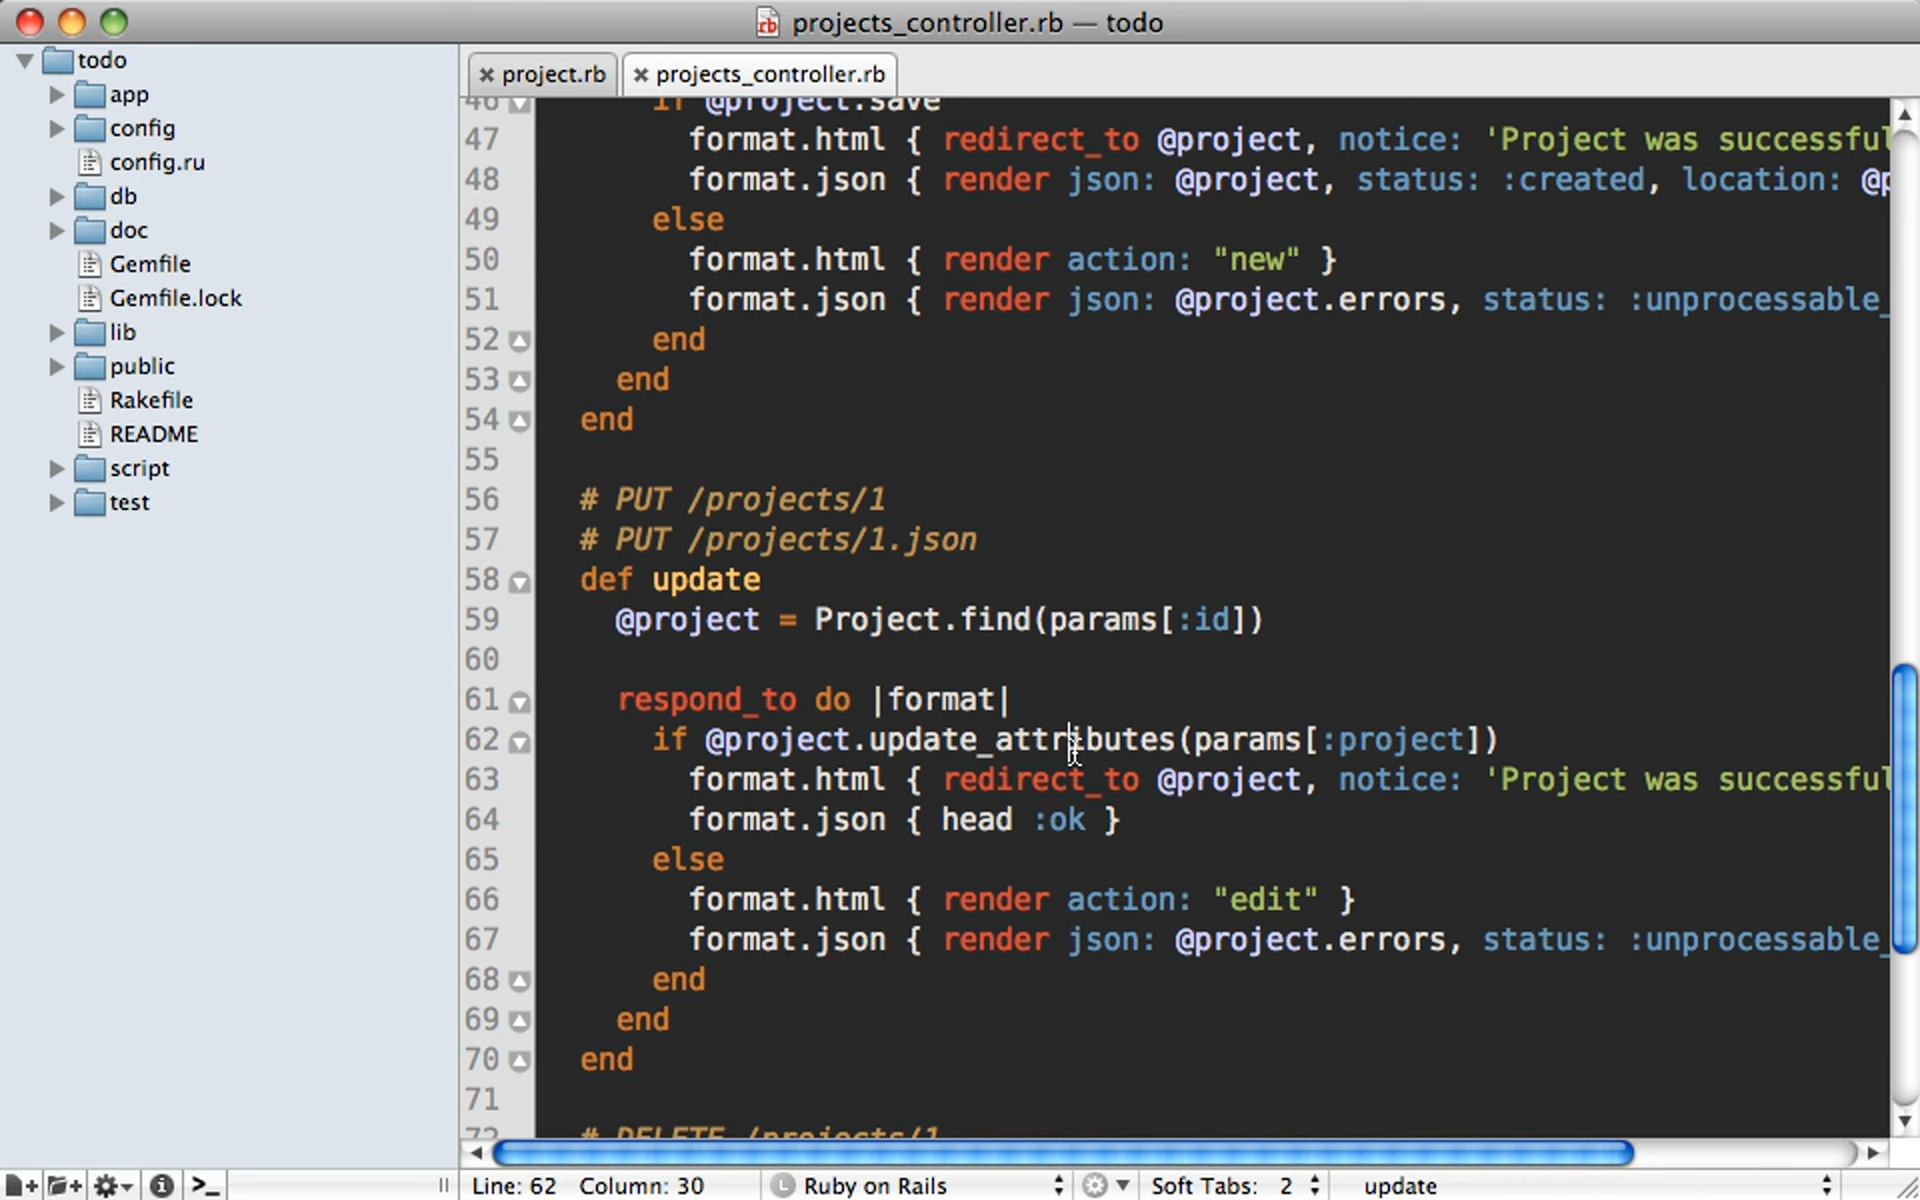 projects_controller.rb — todo
todo
app
config
config.ru
db
doc
Gemfile
Gemfile.lock
lib
public
Rakefile
README
script
test
project.rb
projects_controller.rb
46 if @project.save
47 format.html { redirect_to @project, notice: 'Project was successful
48 format.json { render json: @project, status: :created, location: @p
49 else
50 format.html { render action: "new" }
51 format.json { render json: @project.errors, status: :unprocessable_
52 end
53 end
54 end
55
56 # PUT /projects/1
57 # PUT /projects/1.json
58 def update
59 @project = Project.find(params[:id])
60
61 respond_to do |format|
62 if @project.update_attributes(params[:project])
63 format.html { redirect_to @project, notice: 'Project was successful
64 format.json { head :ok }
65 else
66 format.html { render action: "edit" }
67 format.json { render json: @project.errors, status: :unprocessable_
68 end
69 end
70 end
71
72 # DELETE /projects/1
Line: 62 Column: 30 Ruby on Rails Soft Tabs: 2 update